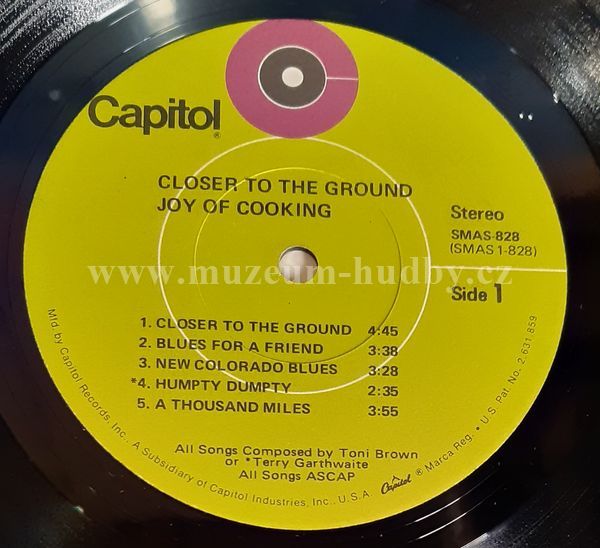 Capitol®
CLOSER TO THE GROUND
JOY OF COOKING
Stereo
SMAS-828
(SMAS 1-828)
Side 1
www.muzeum-hudby.cz
1. CLOSER TO THE GROUND 4:45
2. BLUES FOR A FRIEND 3:38
3. NEW COLORADO BLUES 3:28
*4. HUMPTY DUMPTY 2:35
5. A THOUSAND MILES 3:55
All Songs Composed by Toni Brown
or *Terry Garthwaite
All Songs ASCAP
Mfd. by Capitol Records, Inc., A Subsidiary of Capitol Industries, Inc., U.S.A. Capitol ® Marca Reg. • U.S. Pat. No. 2,631,859